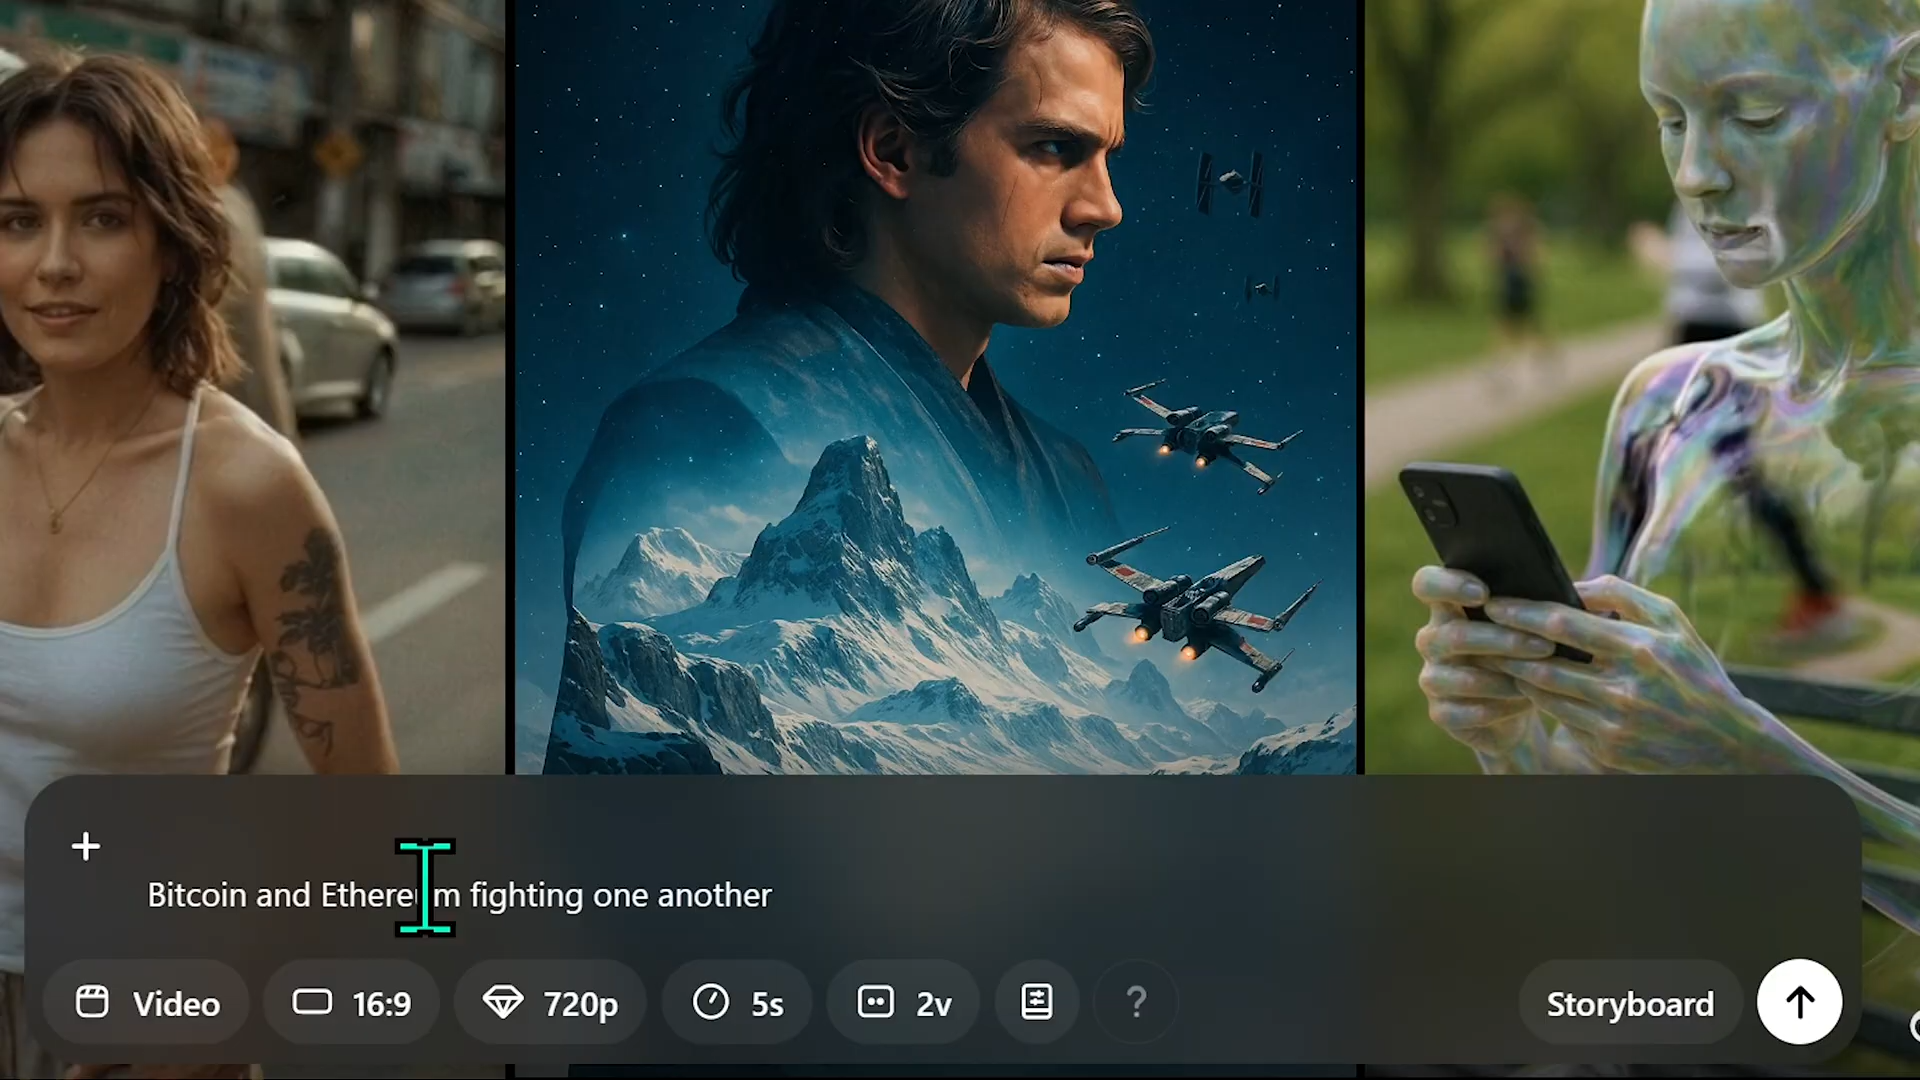 Bitcoin and Ethereum fighting one another
Video
16:9
720p
5s
2v
?
Storyboard